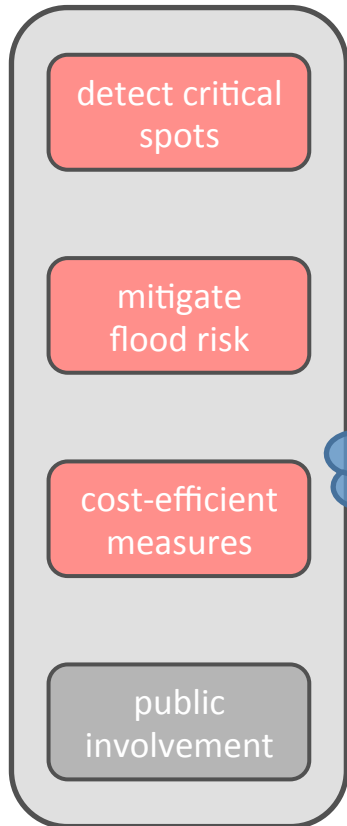 detect critical
spots
mitigate
flood risk
cost-efficient
measures
public
involvement